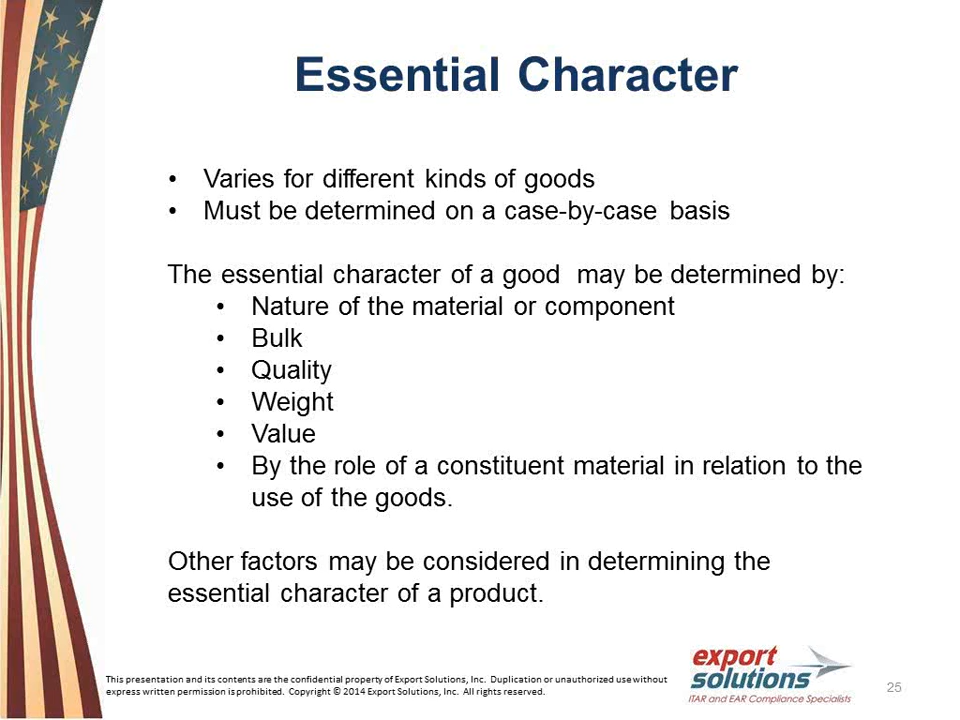 Essential Character
• Varies for different kinds of goods
• Must be determined on a case-by-case basis
The essential character of a good may be determined by:
• Nature of the material or component
• Bulk
• Quality
• Weight
• Value
• By the role of a constituent material in relation to the
use of the goods.
Other factors may be considered in determining the
essential character of a product.
This presentation and its contents are the confidential property of Export Solutions, Inc. Duplication or unauthorized use without
express written permission is prohibited. Copyright © 2014 Export Solutions, Inc. All rights reserved.
export
solutions
ITAR and EAR Compliance Specialists
25